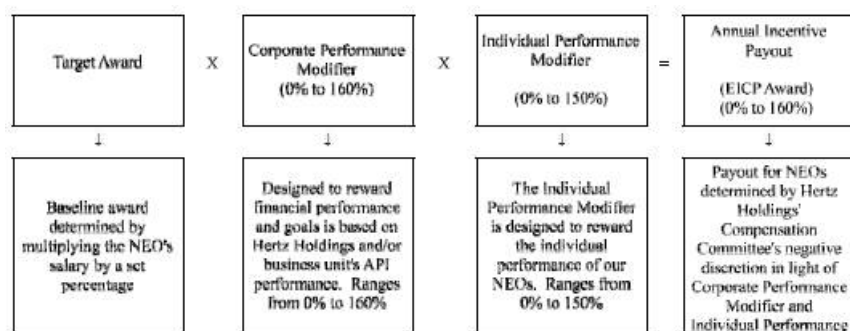 Target Award
X
Corporate Performance
Modifier
(0% to 160%)
X
Individual Performance
Modifier
(0% to 150%)
=
Annual Incentive
Payout
(EICP Award)
(0% to 160%)
↓
↓
↓
↓
Baseline award
determined by
multiplying the NEO's
salary by a set
percentage
Designed to reward
financial performance
and goals is based on
Hertz Holdings and/or
business unit's API
performance. Ranges
from 0% to 160%
The Individual
Performance Modifier
is designed to reward
the individual
performance of our
NEOs. Ranges from
0% to 150%
Payout for NEOs
determined by Hertz
Holdings'
Compensation
Committee's negative
discretion in light of
Corporate Performance
Modifier and
Individual Performance